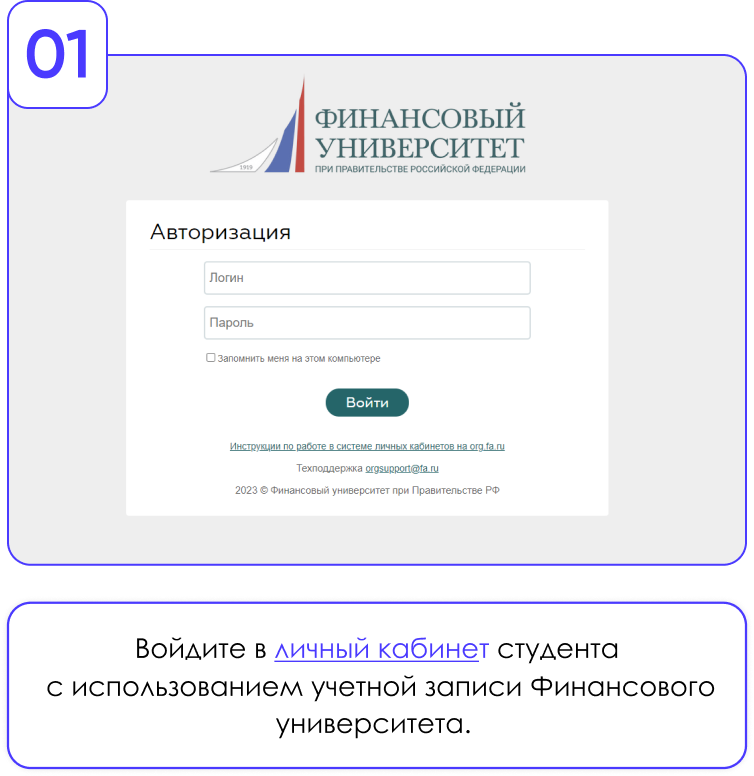 01
ФИНАНСОВЫЙ
УНИВЕРСИТЕТ
ПРИ ПРАВИТЕЛЬСТВЕ РОССИЙСКОЙ ФЕДЕРАЦИИ
1919
Авторизация
Логин
Пароль
Запомнить меня на этом компьютере
Войти
Инструкции по работе в системе личных кабинетов на org.fa.ru
Техподдержка orgsupport@fa.ru
2023 © Финансовый университет при Правительстве РФ
Войдите в личный кабинет студента
с использованием учетной записи Финансового
университета.